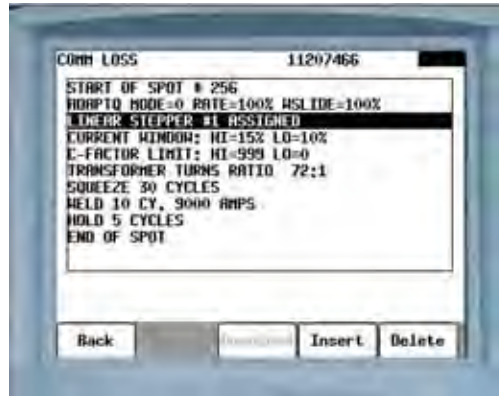 COMM LOSS 11207466
START OF SPOT # 256
ADAPTQ MODE=0 RATE=100% WSLIDE=100%
LINEAR STEPPER #1 ASSIGNED
CURRENT WINDOW: HI=15% LO=10%
C-FACTOR LIMIT: HI=999 LO=0
TRANSFORMER TURNS RATIO 72:1
SQUEEZE 30 CYCLES
WELD 10 CY, 9000 AMPS
HOLD 5 CYCLES
END OF SPOT
Back Insert Delete